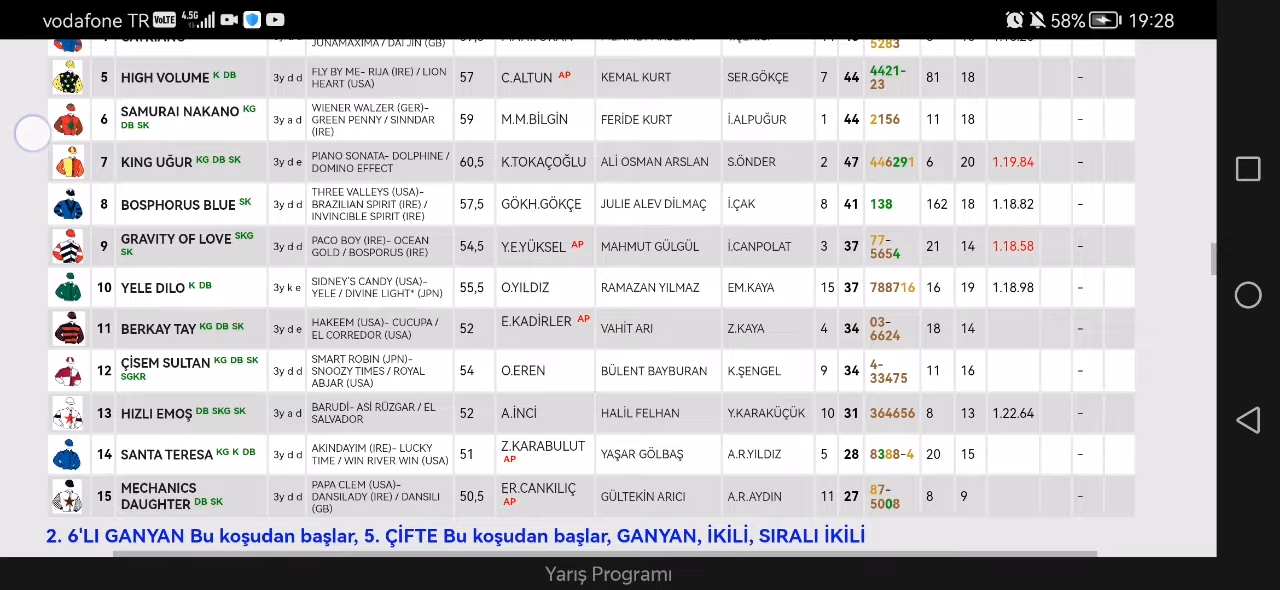 vodafone TR VoLTE 4.5G 58% 19:28
JUNAMAXIMA / DAI JIN (GB) 5283
5 HIGH VOLUME K DB 3y d d FLY BY ME- RIJA (IRE) / LION HEART (USA) 57 C.ALTUN AP KEMAL KURT SER.GÖKÇE 7 44 4421-23 81 18 -
6 SAMURAI NAKANO KG DB SK 3y a d WIENER WALZER (GER)- GREEN PENNY / SINNDAR (IRE) 59 M.M.BİLGİN FERİDE KURT İ.ALPUĞUR 1 44 2156 11 18 -
7 KING UĞUR KG DB SK 3y d e PIANO SONATA- DOLPHINE / DOMINO EFFECT 60,5 K.TOKAÇOĞLU ALİ OSMAN ARSLAN S.ÖNDER 2 47 446291 6 20 1.19.84 -
8 BOSPHORUS BLUE SK 3y d d THREE VALLEYS (USA)- BRAZILIAN SPIRIT (IRE) / INVINCIBLE SPIRIT (IRE) 57,5 GÖKH.GÖKÇE JULIE ALEV DİLMAÇ İ.ÇAK 8 41 138 162 18 1.18.82 -
9 GRAVITY OF LOVE SKG SK 3y d d PACO BOY (IRE)- OCEAN GOLD / BOSPORUS (IRE) 54,5 Y.E.YÜKSEL AP MAHMUT GÜLGÜL İ.CANPOLAT 3 37 77-5654 21 14 1.18.58 -
10 YELE DILO K DB 3y k e SIDNEY'S CANDY (USA)- YELE / DIVINE LIGHT* (JPN) 55,5 O.YILDIZ RAMAZAN YILMAZ EM.KAYA 15 37 788716 16 19 1.18.98 -
11 BERKAY TAY KG DB SK 3y d e HAKEEM (USA)- CUCUPA / EL CORREDOR (USA) 52 E.KADİRLER AP VAHİT ARI Z.KAYA 4 34 03-6624 18 14 -
12 ÇİSEM SULTAN KG DB SK SGKR 3y d d SMART ROBIN (JPN)- SNOOZY TIMES / ROYAL ABJAR (USA) 54 O.EREN BÜLENT BAYBURAN K.ŞENGEL 9 34 4-33475 11 16 -
13 HIZLI EMOŞ DB SKG SK 3y a d BARUDİ- ASİ RÜZGAR / EL SALVADOR 52 A.İNCİ HALİL FELHAN Y.KARAKÜÇÜK 10 31 364656 8 13 1.22.64 -
14 SANTA TERESA KG K DB 3y d d AKINDAYIM (IRE)- LUCKY TIME / WIN RIVER WIN (USA) 51 Z.KARABULUT AP YAŞAR GÖLBAŞ A.R.YILDIZ 5 28 8388-4 20 15 -
15 MECHANICS DAUGHTER DB SK 3y d d PAPA CLEM (USA)- DANSILADY (IRE) / DANSILI (GB) 50,5 ER.CANKILIÇ AP GÜLTEKİN ARICI A.R.AYDIN 11 27 87-5008 8 9 -
2. 6'LI GANYAN Bu koşudan başlar, 5. ÇİFTE Bu koşudan başlar, GANYAN, İKİLİ, SIRALI İKİLİ
Yarış Programı